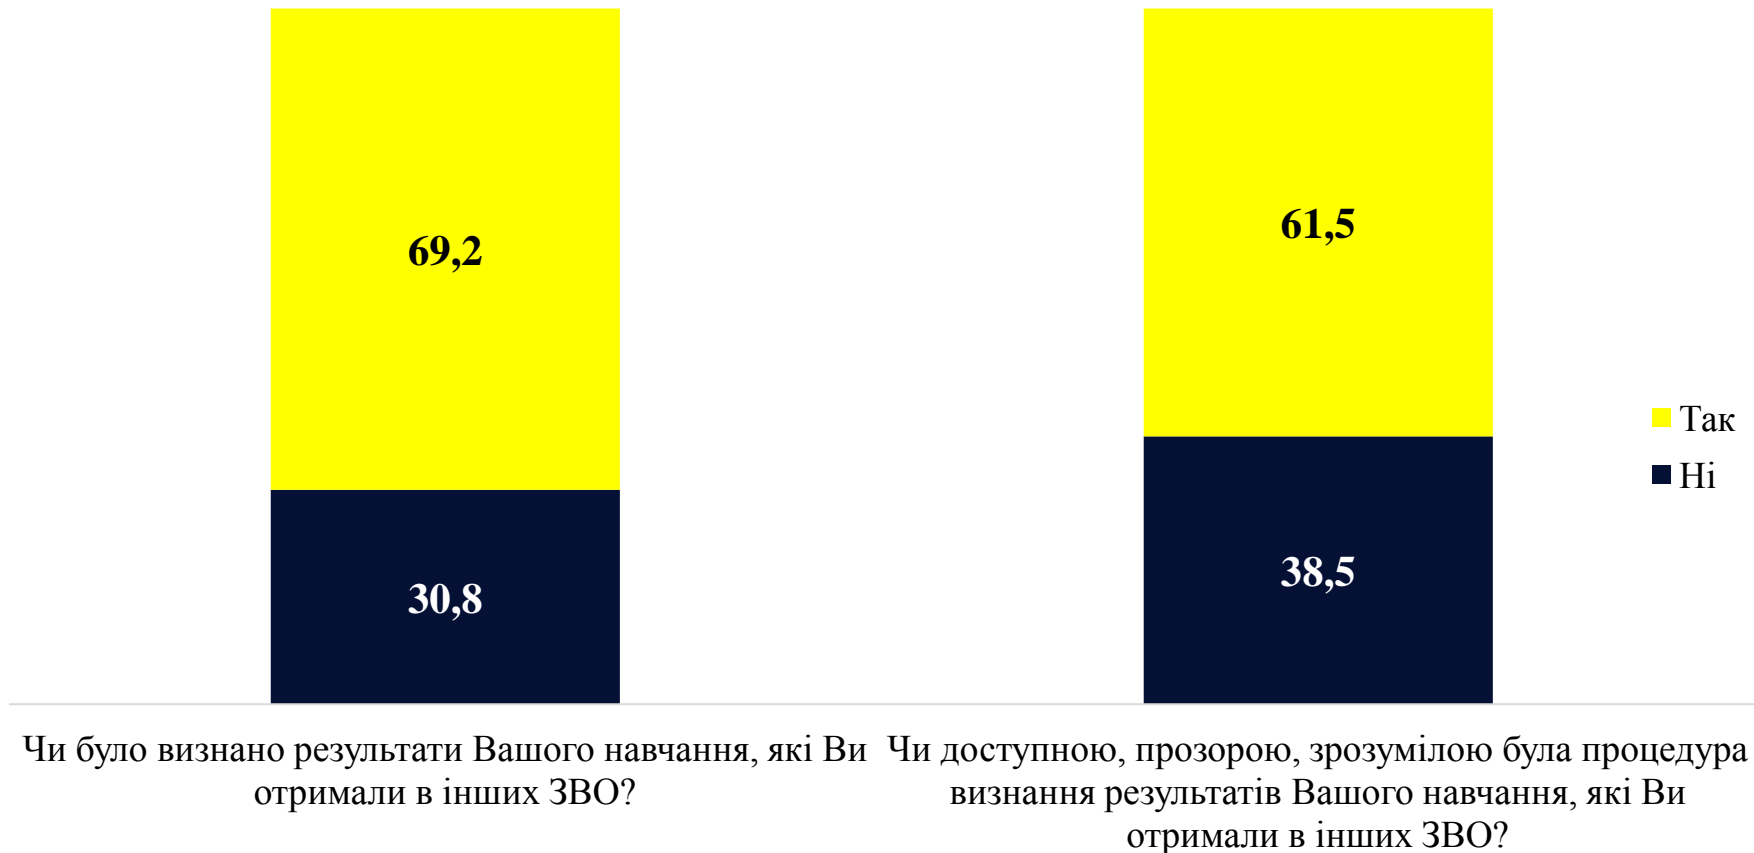 69,2
61,5
Так
Ні
30,8
38,5
Чи було визнано результати Вашого навчання, які Ви
отримали в інших ЗВО?
Чи доступною, прозорою, зрозумілою була процедура
визнання результатів Вашого навчання, які Ви
отримали в інших ЗВО?